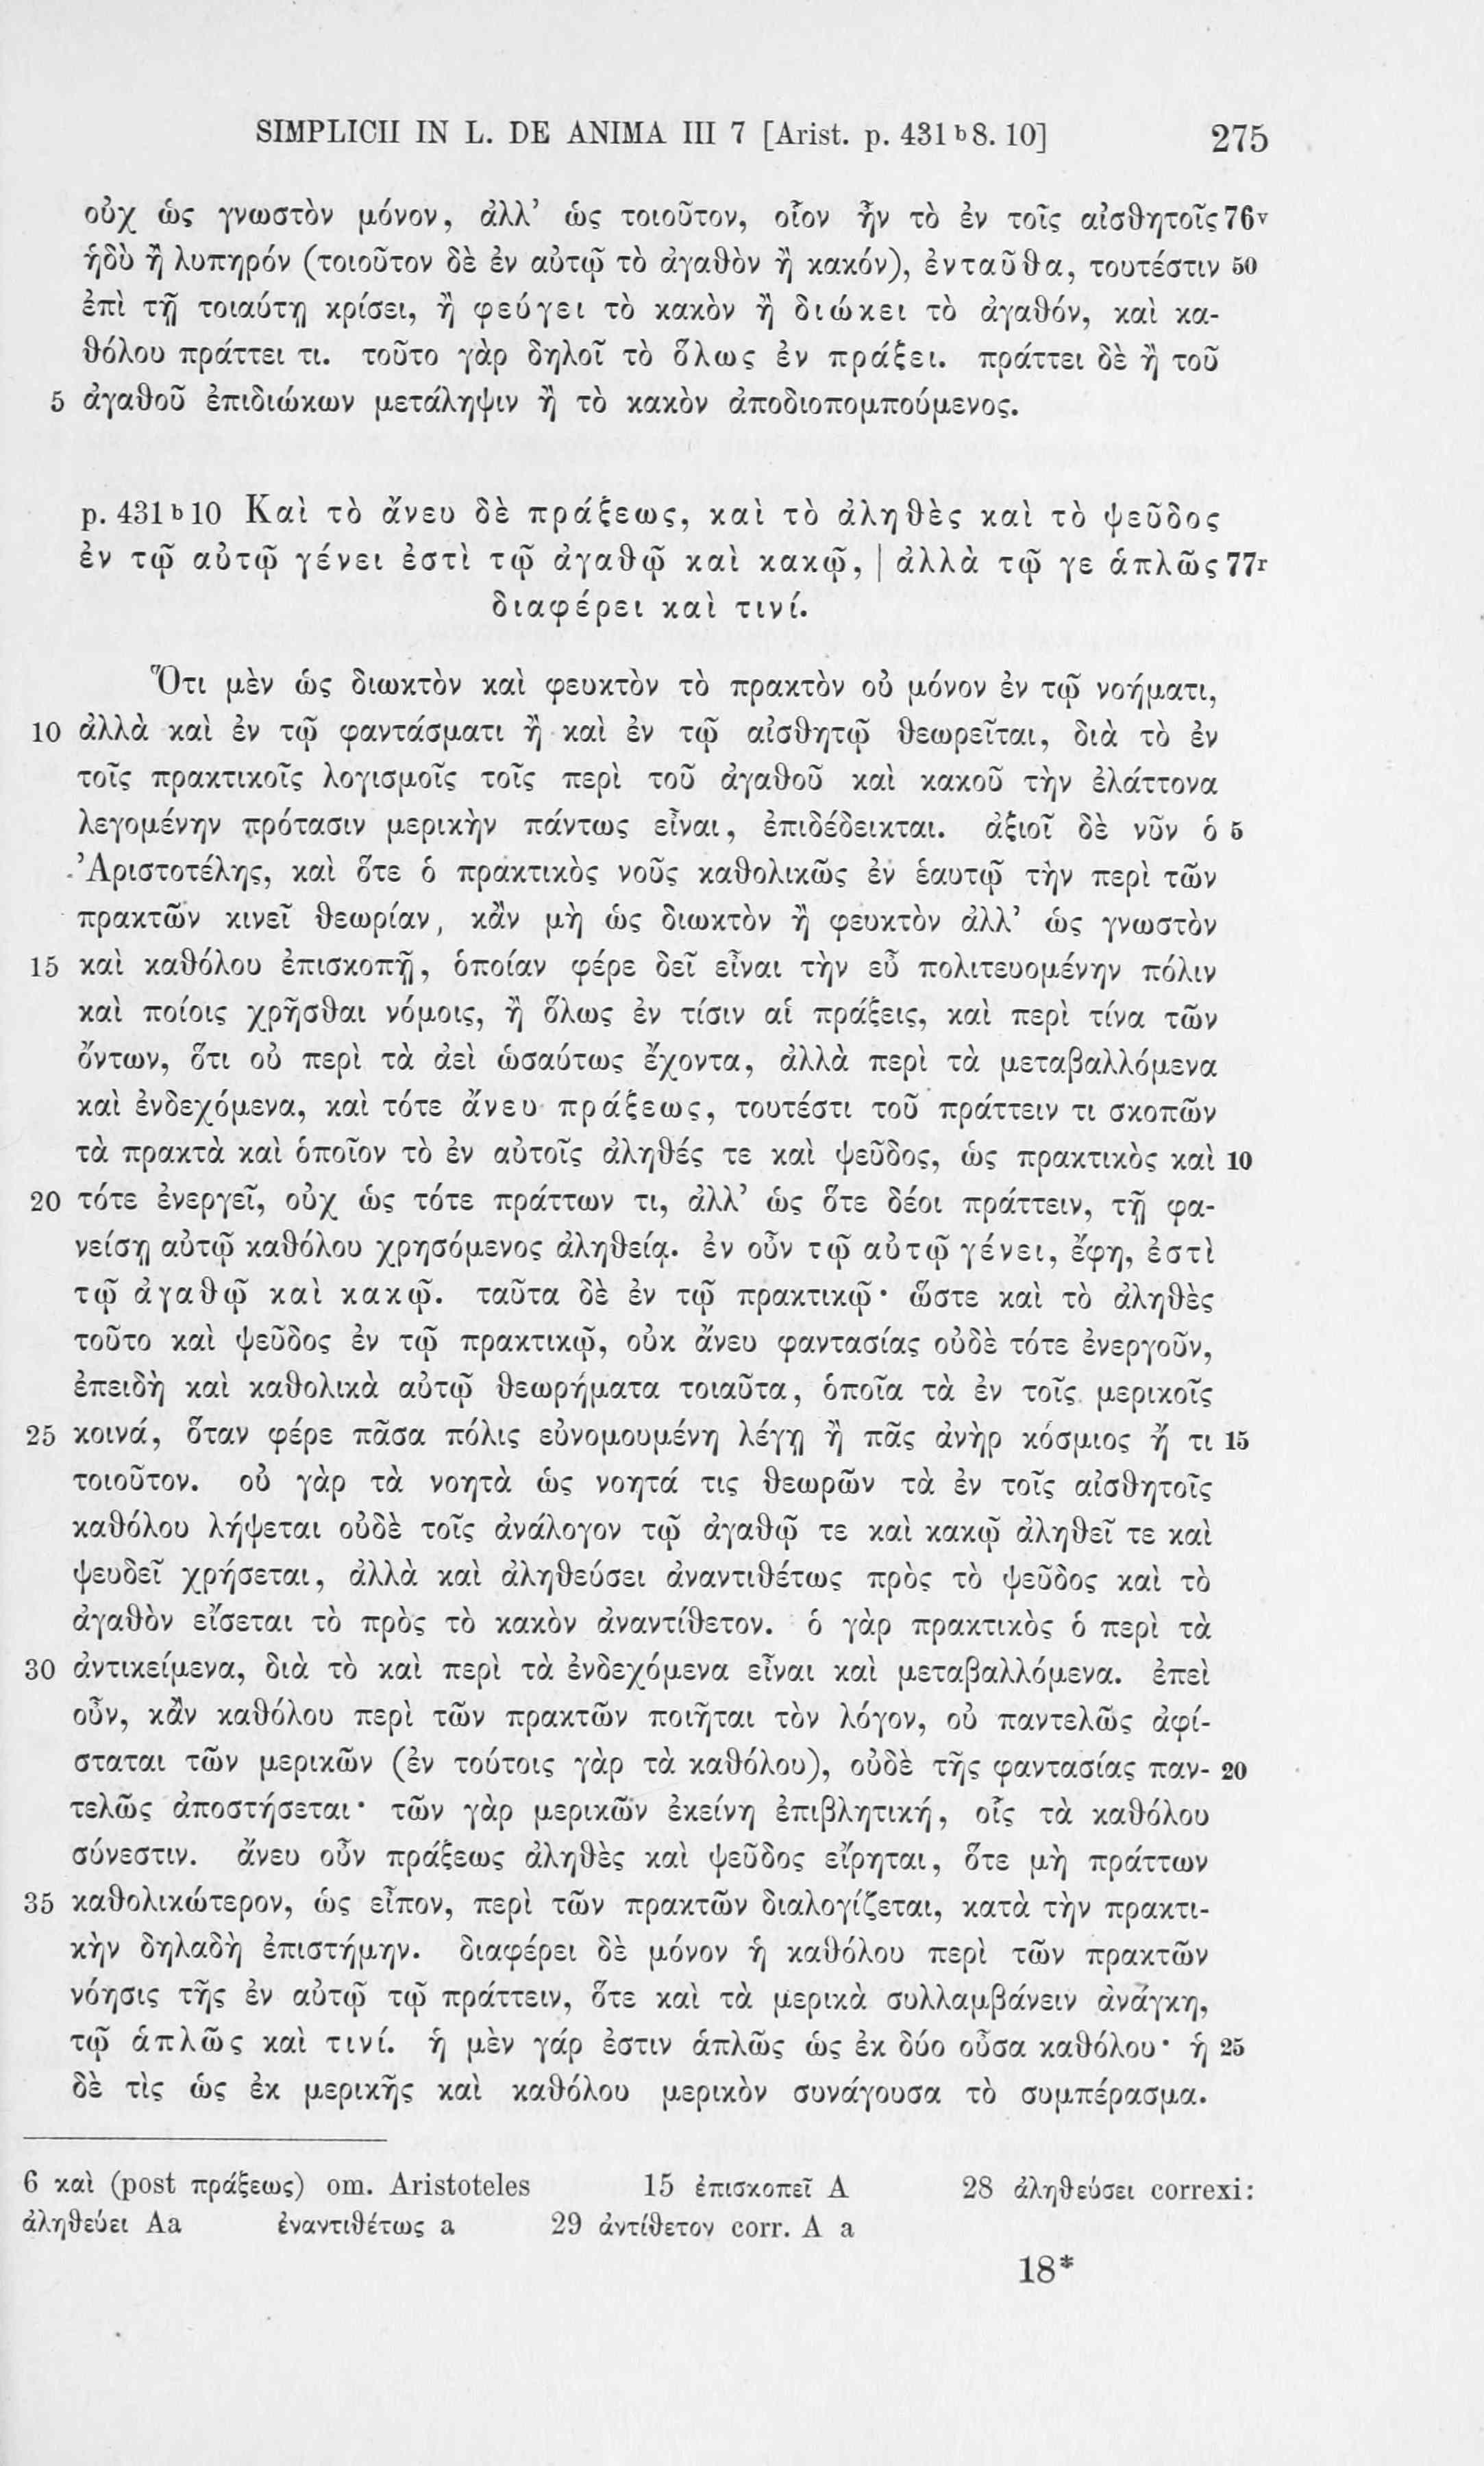 SIMPLICII IN L. DE ANIMA III 7 [Arist. p. 431 b 8. 10] 275
οὐχ ὡς γνωστὸν μόνον, ἀλλ’ ὡς τοιοῦτον, οἷον ἦν τὸ ἐν τοῖς αἰσθητοῖς 76v
ἡδὺ ἢ λυπηρόν (τοιοῦτον δὲ ἐν αὐτῷ τὸ ἀγαθὸν ἢ κακόν), ἐνταῦθα, τουτέστιν 50
ἐπὶ τῇ τοιαύτῃ κρίσει, ἢ φεύγει τὸ κακὸν ἢ διώκει τὸ ἀγαθόν, καὶ κα-
θόλου πράττει τι. τοῦτο γὰρ δηλοῖ τὸ ὅλως ἐν πράξει. πράττει δὲ ἢ τοῦ
5 ἀγαθοῦ ἐπιδιώκων μετάληψιν ἢ τὸ κακὸν ἀποδιοπομπούμενος.
p. 431 b 10 Καὶ τὸ ἄνευ δὲ πράξεως, καὶ τὸ ἀληθὲς καὶ τὸ ψεῦδος
ἐν τῷ αὐτῷ γένει ἐστὶ τῷ ἀγαθῷ καὶ κακῷ, | ἀλλὰ τῷ γε ἁπλῶς 77r
διαφέρει καὶ τινί.
Ὅτι μὲν ὡς διωκτὸν καὶ φευκτὸν τὸ πρακτὸν οὐ μόνον ἐν τῷ νοήματι,
10 ἀλλὰ καὶ ἐν τῷ φαντάσματι ἢ καὶ ἐν τῷ αἰσθητῷ θεωρεῖται, διὰ τὸ ἐν
τοῖς πρακτικοῖς λογισμοῖς τοῖς περὶ τοῦ ἀγαθοῦ καὶ κακοῦ τὴν ἐλάττονα
λεγομένην πρότασιν μερικὴν πάντως εἶναι, ἐπιδέδεικται. ἀξιοῖ δὲ νῦν ὁ 5
Ἀριστοτέλης, καὶ ὅτε ὁ πρακτικὸς νοῦς καθολικῶς ἐν ἑαυτῷ τὴν περὶ τῶν
πρακτῶν κινεῖ θεωρίαν, κἂν μὴ ὡς διωκτὸν ἢ φευκτὸν ἀλλ’ ὡς γνωστὸν
15 καὶ καθόλου ἐπισκοπῇ, ὁποίαν φέρε δεῖ εἶναι τὴν εὖ πολιτευομένην πόλιν
καὶ ποίοις χρῆσθαι νόμοις, ἢ ὅλως ἐν τίσιν αἱ πράξεις, καὶ περὶ τίνα τῶν
ὄντων, ὅτι οὐ περὶ τὰ ἀεὶ ὡσαύτως ἔχοντα, ἀλλὰ περὶ τὰ μεταβαλλόμενα
καὶ ἐνδεχόμενα, καὶ τότε ἄνευ πράξεως, τουτέστι τοῦ πράττειν τι σκοπῶν
τὰ πρακτὰ καὶ ὁποῖον τὸ ἐν αὐτοῖς ἀληθές τε καὶ ψεῦδος, ὡς πρακτικὸς καὶ 10
20 τότε ἐνεργεῖ, οὐχ ὡς τότε πράττων τι, ἀλλ’ ὡς ὅτε δέοι πράττειν, τῇ φα-
νείσῃ αὐτῷ καθόλου χρησόμενος ἀληθείᾳ. ἐν οὖν τῷ αὐτῷ γένει, ἔφη, ἐστὶ
τῷ ἀγαθῷ καὶ κακῷ. ταῦτα δὲ ἐν τῷ πρακτικῷ· ὥστε καὶ τὸ ἀληθὲς
τοῦτο καὶ ψεῦδος ἐν τῷ πρακτικῷ, οὐκ ἄνευ φαντασίας οὐδὲ τότε ἐνεργοῦν,
ἐπειδὴ καὶ καθολικὰ αὐτῷ θεωρήματα τοιαῦτα, ὁποῖα τὰ ἐν τοῖς μερικοῖς
25 κοινά, ὅταν φέρε πᾶσα πόλις εὐνομουμένη λέγῃ ἢ πᾶς ἀνὴρ κόσμιος ἤ τι 15
τοιοῦτον. οὐ γὰρ τὰ νοητὰ ὡς νοητά τις θεωρῶν τὰ ἐν τοῖς αἰσθητοῖς
καθόλου λήψεται οὐδὲ τοῖς ἀνάλογον τῷ ἀγαθῷ τε καὶ κακῷ ἀληθεῖ τε καὶ
ψευδεῖ χρήσεται, ἀλλὰ καὶ ἀληθεύσει ἀναντιθέτως πρὸς τὸ ψεῦδος καὶ τὸ
ἀγαθὸν εἴσεται τὸ πρὸς τὸ κακὸν ἀναντίθετον. ὁ γὰρ πρακτικὸς ὁ περὶ τὰ
30 ἀντικείμενα, διὰ τὸ καὶ περὶ τὰ ἐνδεχόμενα εἶναι καὶ μεταβαλλόμενα. ἐπεὶ
οὖν, κἂν καθόλου περὶ τῶν πρακτῶν ποιῆται τὸν λόγον, οὐ παντελῶς ἀφί-
σταται τῶν μερικῶν (ἐν τούτοις γὰρ τὰ καθόλου), οὐδὲ τῆς φαντασίας παν- 20
τελῶς ἀποστήσεται· τῶν γὰρ μερικῶν ἐκείνη ἐπιβλητική, οἷς τὰ καθόλου
σύνεστιν. ἄνευ οὖν πράξεως ἀληθὲς καὶ ψεῦδος εἴρηται, ὅτε μὴ πράττων
35 καθολικώτερον, ὡς εἶπον, περὶ τῶν πρακτῶν διαλογίζεται, κατὰ τὴν πρακτι-
κὴν δηλαδὴ ἐπιστήμην. διαφέρει δὲ μόνον ἡ καθόλου περὶ τῶν πρακτῶν
νόησις τῆς ἐν αὐτῷ τῷ πράττειν, ὅτε καὶ τὰ μερικὰ συλλαμβάνειν ἀνάγκη,
τῷ ἁπλῶς καὶ τινί. ἡ μὲν γάρ ἐστιν ἁπλῶς ὡς ἐκ δύο οὖσα καθόλου· ἡ 25
δὲ τὶς ὡς ἐκ μερικῆς καὶ καθόλου μερικὸν συνάγουσα τὸ συμπέρασμα.
6 καὶ (post πράξεως) om. Aristoteles 15 ἐπισκοπεῖ A 28 ἀληθεύσει correxi:
ἀληθεύει Aa ἐναντιθέτως a 29 ἀντίθετον corr. A a
18*